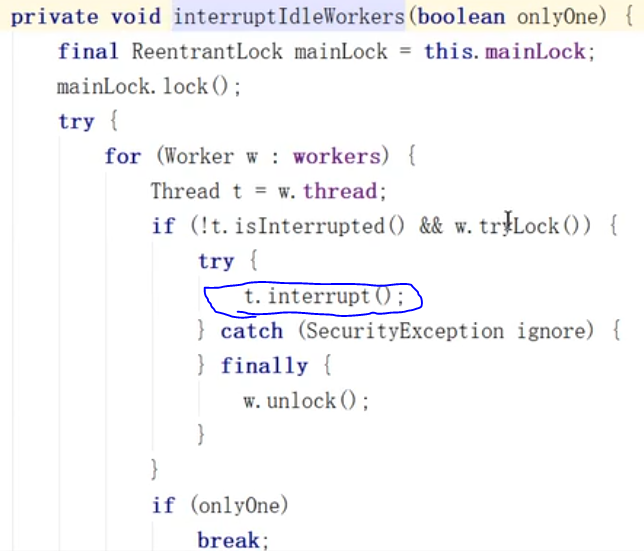 private void interruptIdleWorkers(boolean onlyOne) {
final ReentrantLock mainLock = this.mainLock;
mainLock.lock();
try {
for (Worker w : workers) {
Thread t = w.thread;
if (!t.isInterrupted() && w.tryLock()) {
try {
t.interrupt();
} catch (SecurityException ignore) {
} finally {
w.unlock();
}
}
if (onlyOne)
break;